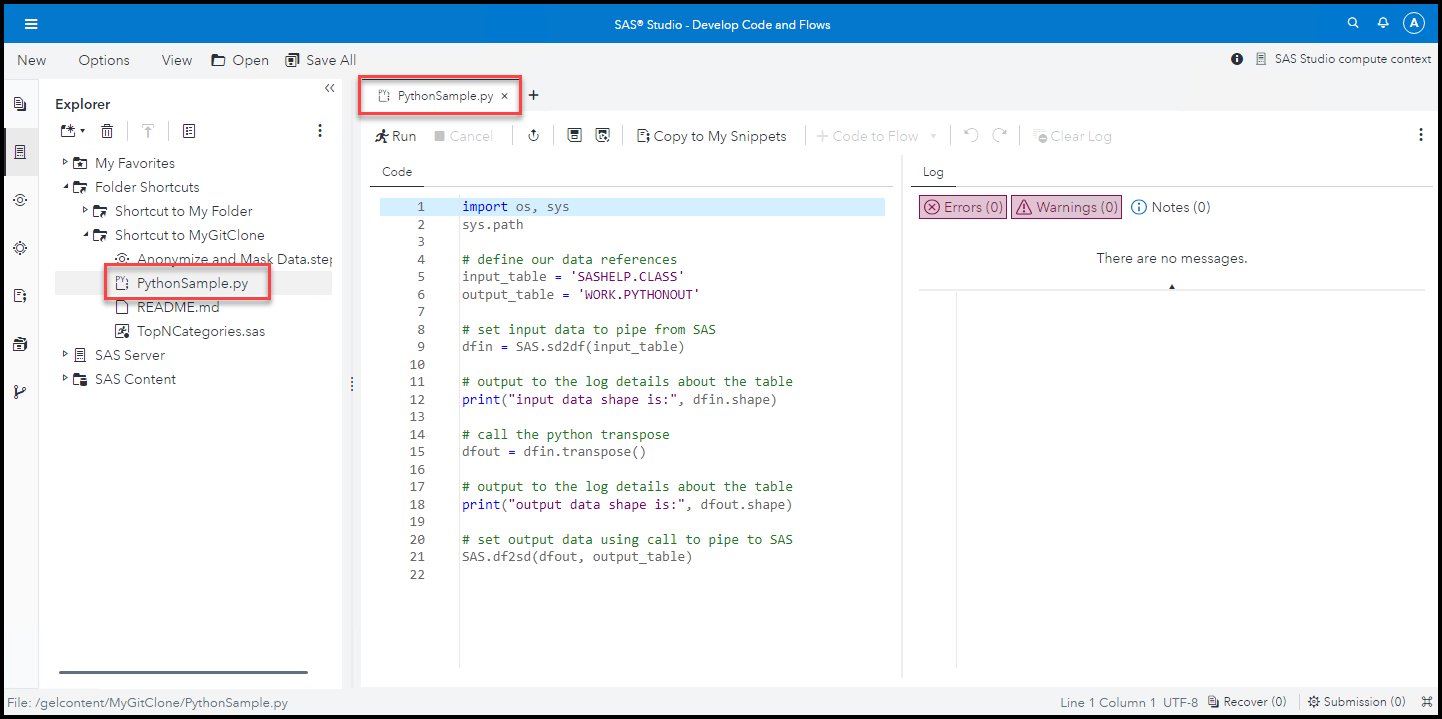 SAS® Studio - Develop Code and Flows
A
New Options View Open Save All
SAS Studio compute context
Explorer
My Favorites
Folder Shortcuts
Shortcut to My Folder
Shortcut to MyGitClone
Anonymize and Mask Data.step
PythonSample.py
README.md
TopNCategories.sas
SAS Server
SAS Content
PythonSample.py
Run Cancel Copy to My Snippets Code to Flow Clear Log
Code
1 import os, sys
2 sys.path
3
4 # define our data references
5 input_table = 'SASHELP.CLASS'
6 output_table = 'WORK.PYTHONOUT'
7
8 # set input data to pipe from SAS
9 dfin = SAS.sd2df(input_table)
10
11 # output to the log details about the table
12 print("input data shape is:", dfin.shape)
13
14 # call the python transpose
15 dfout = dfin.transpose()
16
17 # output to the log details about the table
18 print("output data shape is:", dfout.shape)
19
20 # set output data using call to pipe to SAS
21 SAS.df2sd(dfout, output_table)
22
Log
Errors (0) Warnings (0) Notes (0)
There are no messages.
File: /gelcontent/MyGitClone/PythonSample.py
Line 1 Column 1 UTF-8 Recover (0) Submission (0)